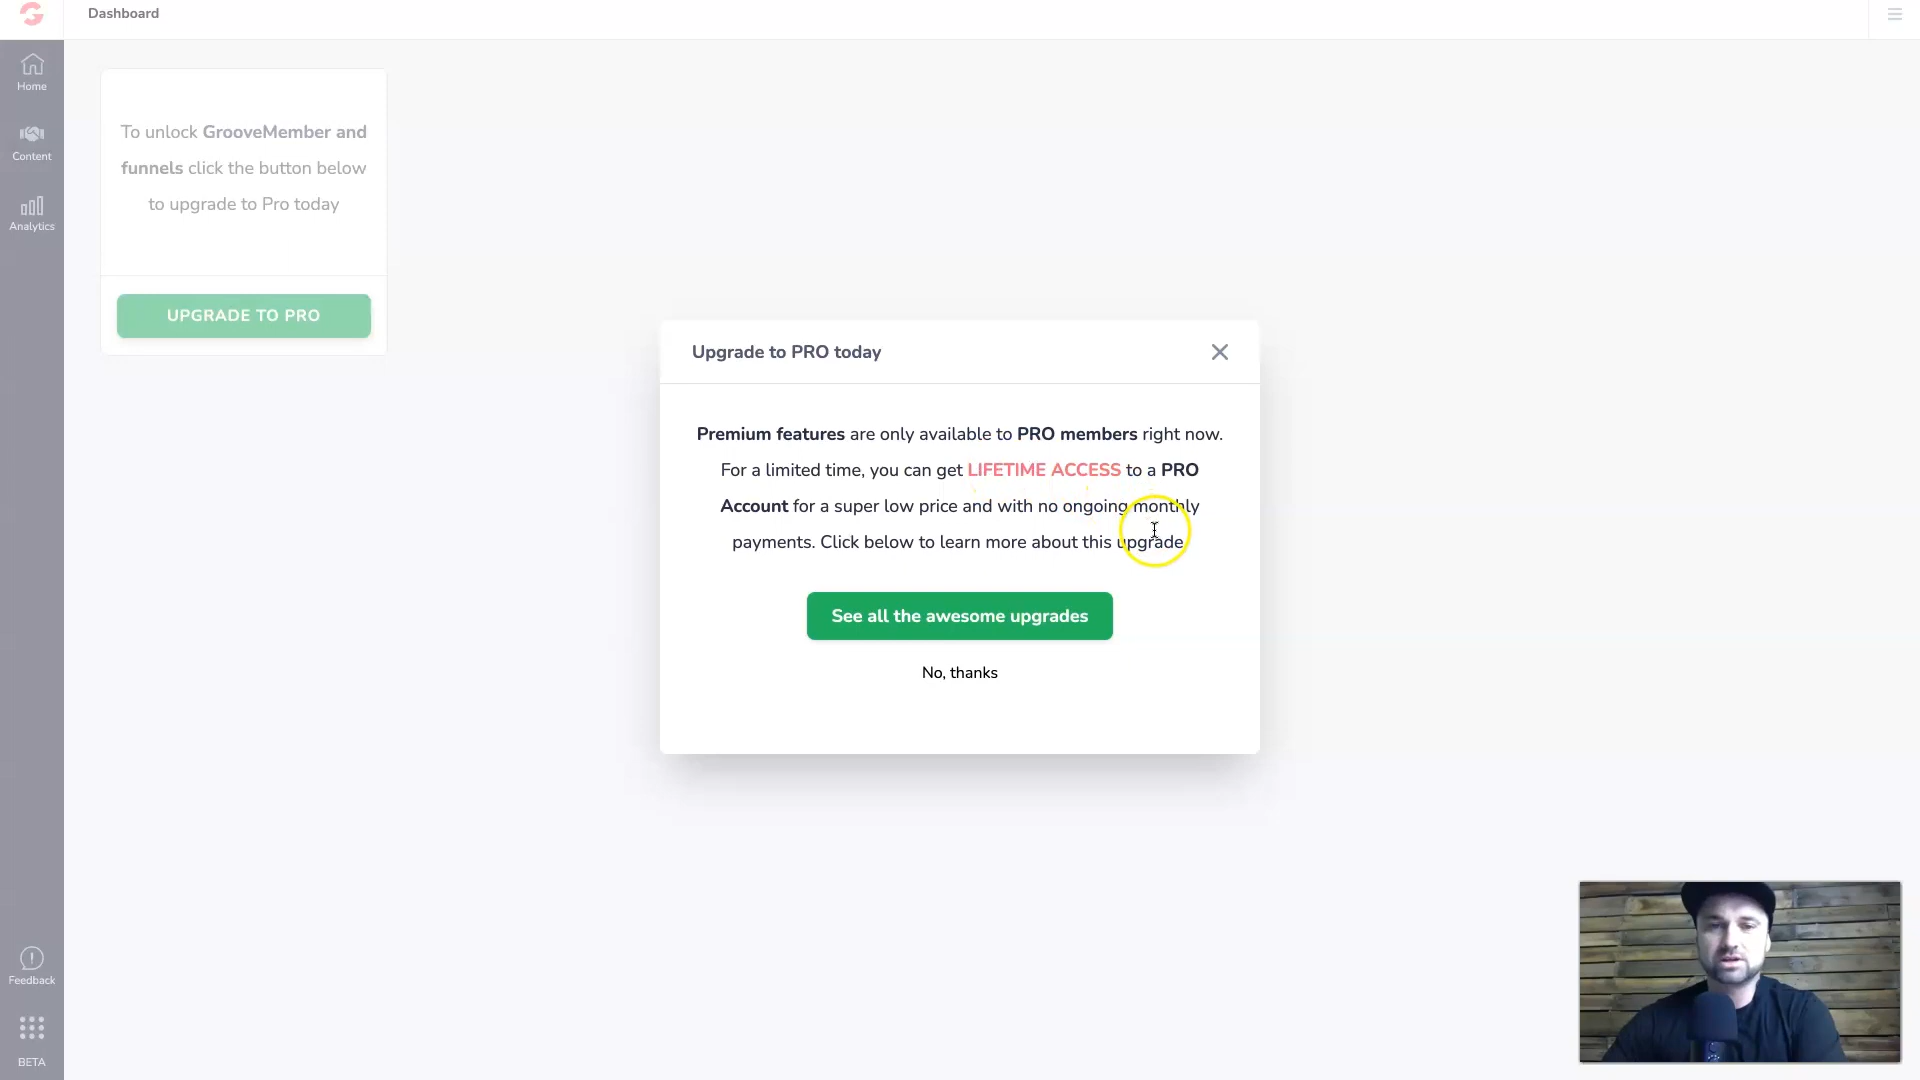 Dashboard
Home
Content
Analytics
To unlock GrooveMember and
funnels click the button below
to upgrade to Pro today
UPGRADE TO PRO
Upgrade to PRO today
Premium features are only available to PRO members right now.
For a limited time, you can get LIFETIME ACCESS to a PRO
Account for a super low price and with no ongoing monthly
payments. Click below to learn more about this upgrade
See all the awesome upgrades
No, thanks
Feedback
BETA